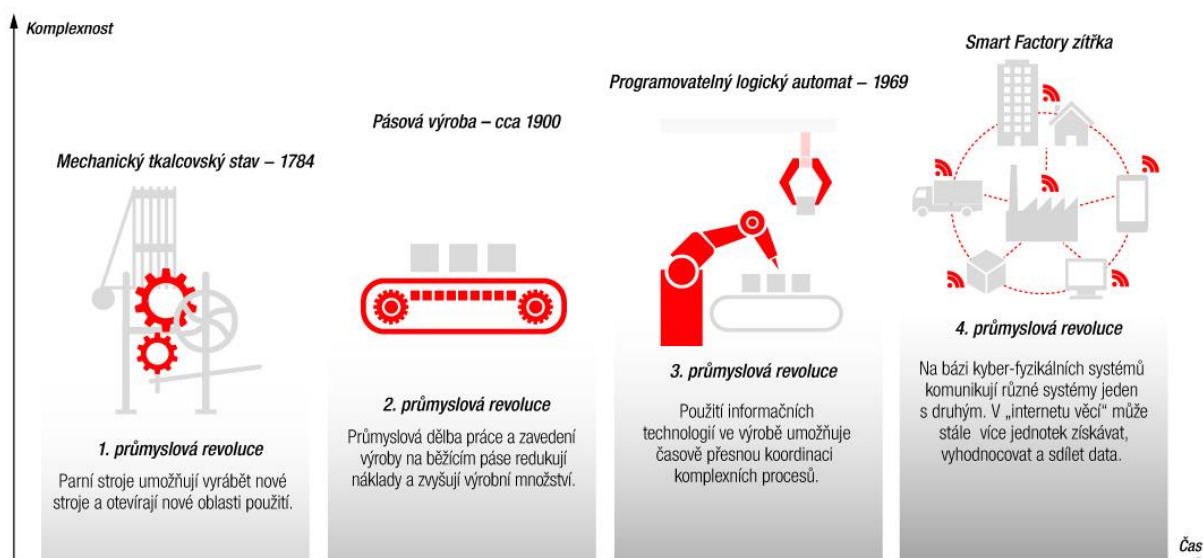 Komplexnost
Mechanický tkalcovský stav – 1784
1. průmyslová revoluce
Parní stroje umožňují vyrábět nové
stroje a otevírají nové oblasti použití.
Pásová výroba – cca 1900
2. průmyslová revoluce
Průmyslová dělba práce a zavedení
výroby na běžícím páse redukují
náklady a zvyšují výrobní množství.
Programovatelný logický automat – 1969
3. průmyslová revoluce
Použití informačních
technologií ve výrobě umožňuje
časově přesnou koordinaci
komplexních procesů.
Smart Factory zítřka
4. průmyslová revoluce
Na bázi kyber-fyzikálních systémů
komunikují různé systémy jeden
s druhým. V „internetu věcí“ může
stále více jednotek získávat,
vyhodnocovat a sdílet data.
Čas